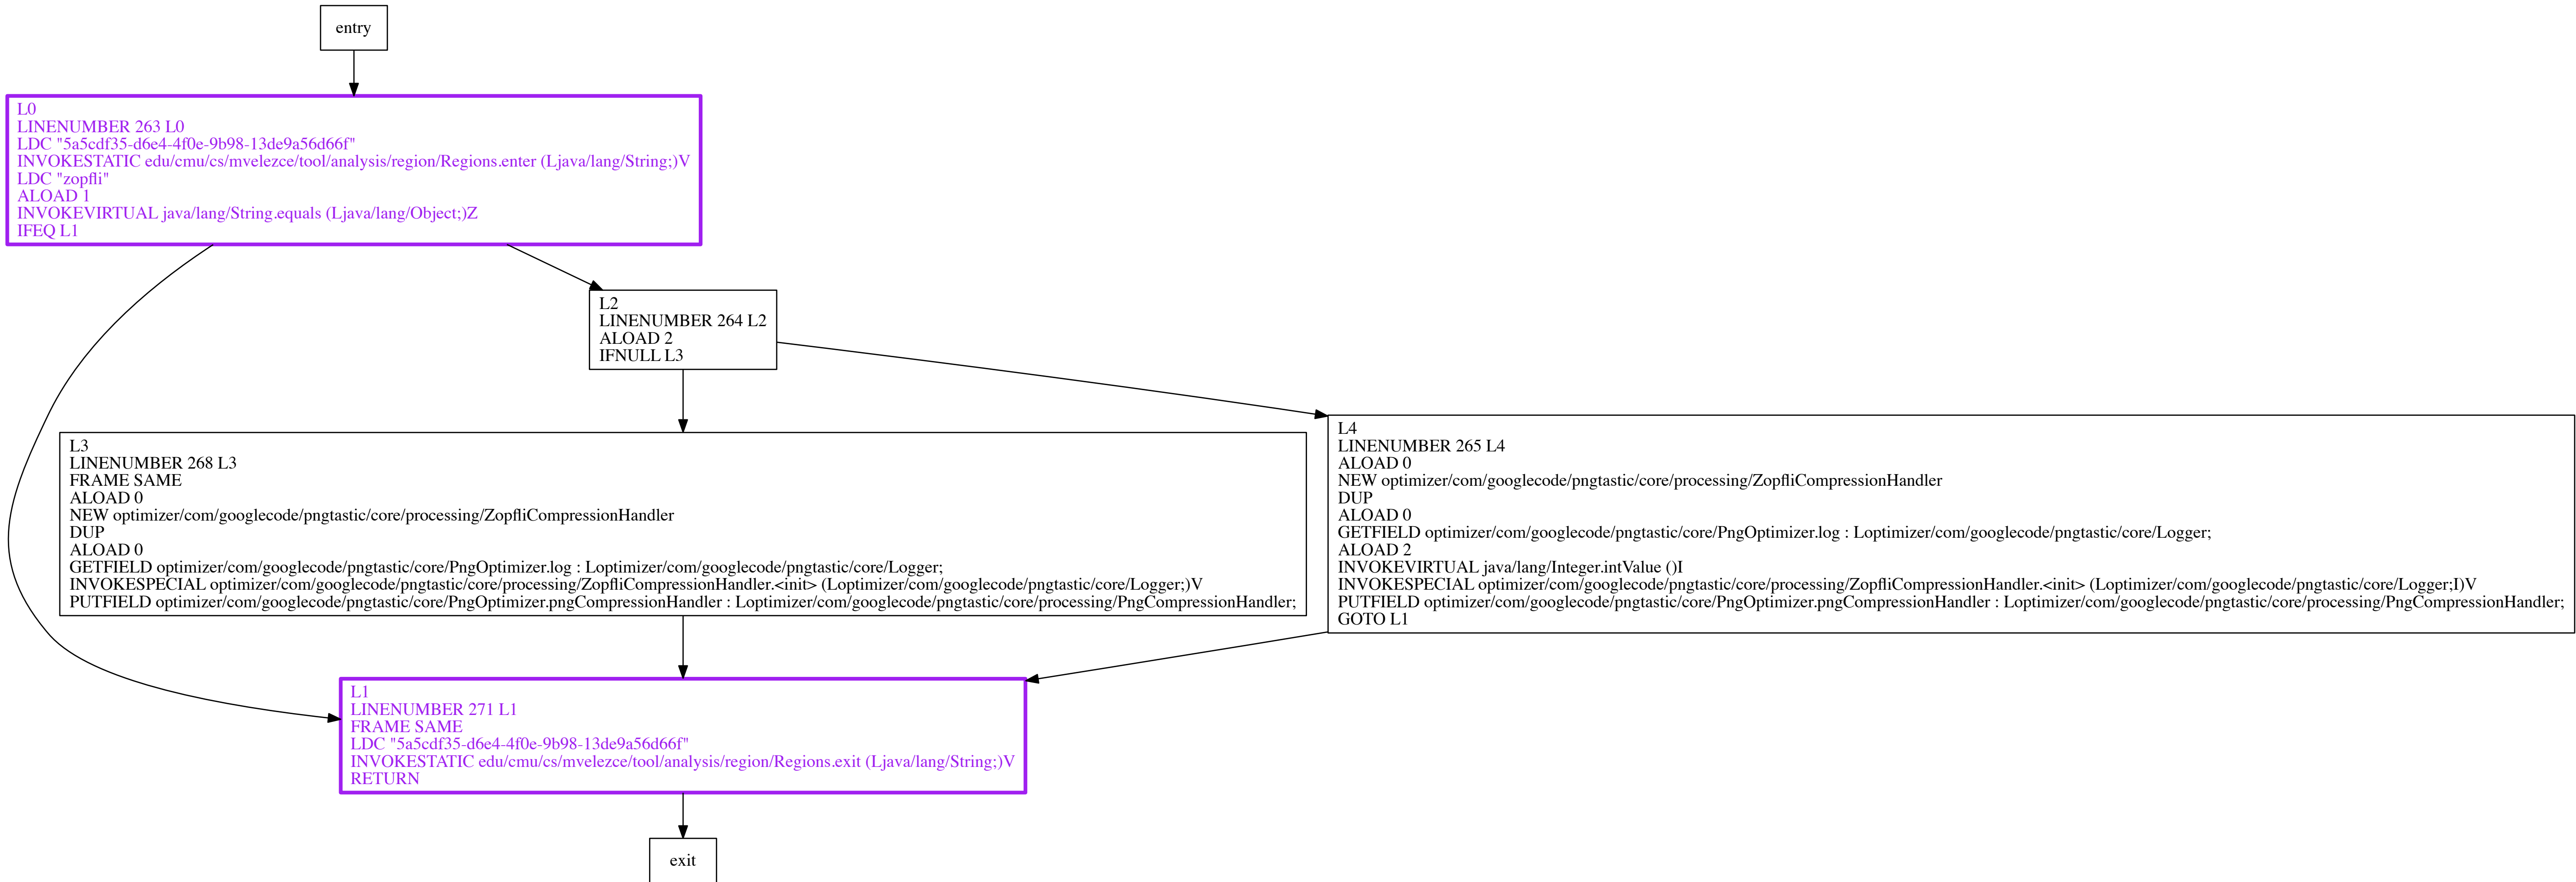 entry
L0
LINENUMBER 263 L0
LDC "5a5cdf35-d6e4-4f0e-9b98-13de9a56d66f"
INVOKESTATIC edu/cmu/cs/mvelezce/tool/analysis/region/Regions.enter (Ljava/lang/String;)V
LDC "zopfli"
ALOAD 1
INVOKEVIRTUAL java/lang/String.equals (Ljava/lang/Object;)Z
IFEQ L1
L2
LINENUMBER 264 L2
ALOAD 2
IFNULL L3
L3
LINENUMBER 268 L3
FRAME SAME
ALOAD 0
NEW optimizer/com/googlecode/pngtastic/core/processing/ZopfliCompressionHandler
DUP
ALOAD 0
GETFIELD optimizer/com/googlecode/pngtastic/core/PngOptimizer.log : Loptimizer/com/googlecode/pngtastic/core/Logger;
INVOKESPECIAL optimizer/com/googlecode/pngtastic/core/processing/ZopfliCompressionHandler.<init> (Loptimizer/com/googlecode/pngtastic/core/Logger;)V
PUTFIELD optimizer/com/googlecode/pngtastic/core/PngOptimizer.pngCompressionHandler : Loptimizer/com/googlecode/pngtastic/core/processing/PngCompressionHandler;
L4
LINENUMBER 265 L4
ALOAD 0
NEW optimizer/com/googlecode/pngtastic/core/processing/ZopfliCompressionHandler
DUP
ALOAD 0
GETFIELD optimizer/com/googlecode/pngtastic/core/PngOptimizer.log : Loptimizer/com/googlecode/pngtastic/core/Logger;
ALOAD 2
INVOKEVIRTUAL java/lang/Integer.intValue ()I
INVOKESPECIAL optimizer/com/googlecode/pngtastic/core/processing/ZopfliCompressionHandler.<init> (Loptimizer/com/googlecode/pngtastic/core/Logger;I)V
PUTFIELD optimizer/com/googlecode/pngtastic/core/PngOptimizer.pngCompressionHandler : Loptimizer/com/googlecode/pngtastic/core/processing/PngCompressionHandler;
GOTO L1
L1
LINENUMBER 271 L1
FRAME SAME
LDC "5a5cdf35-d6e4-4f0e-9b98-13de9a56d66f"
INVOKESTATIC edu/cmu/cs/mvelezce/tool/analysis/region/Regions.exit (Ljava/lang/String;)V
RETURN
exit